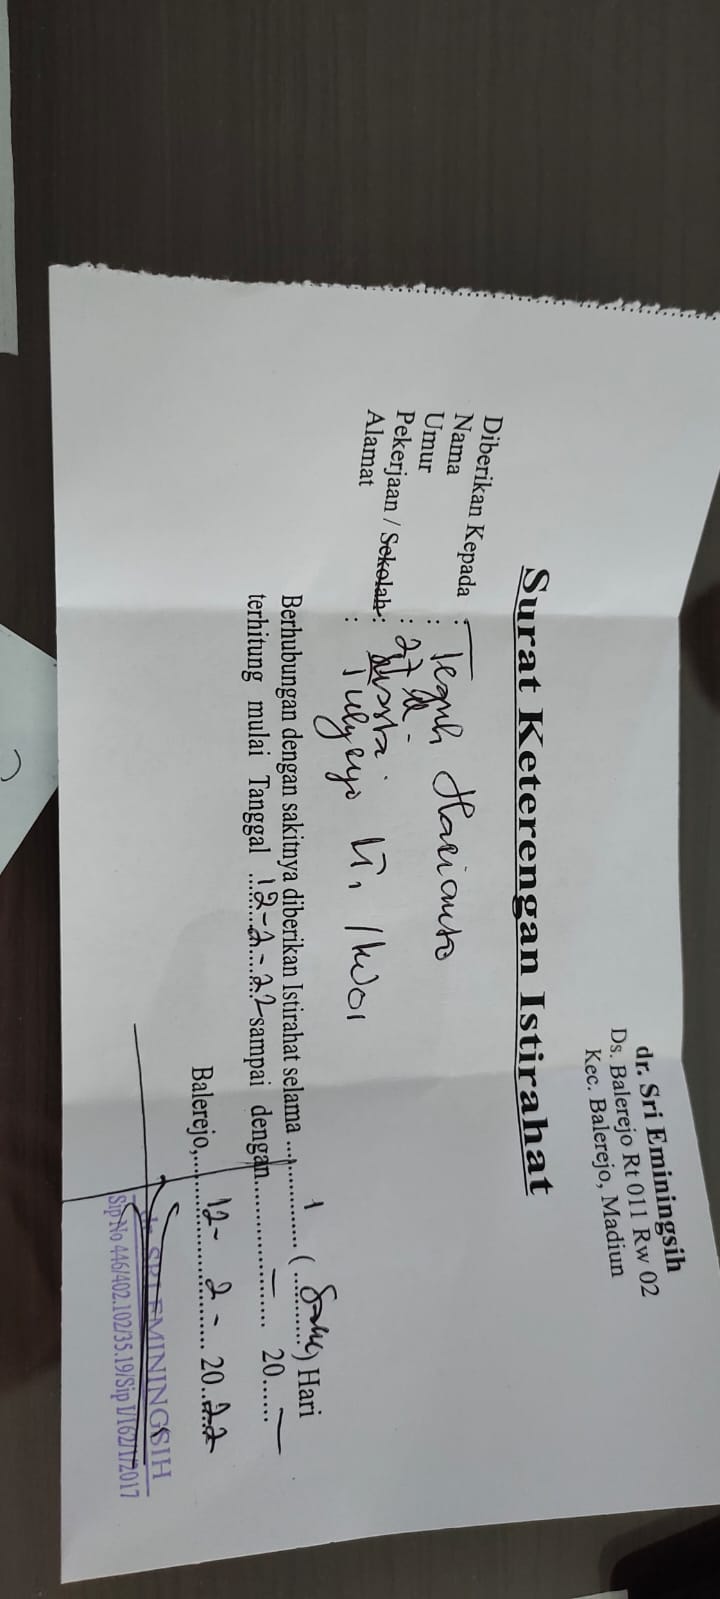 dr. Sri Eminingsih
Ds. Balerejo Rt 011 Rw 02
Kec. Balerejo, Madiun
Surat Keterengan Istirahat
Diberikan Kepada :
Nama : Teguh Harianto
Umur : 27 th -
Pekerjaan / Sekolah : Swasta
Alamat : /RW 01
Berhubungan dengan sakitnya diberikan Istirahat selama ... 1 ... (Satu) Hari
terhitung mulai Tanggal 12-2-22 sampai dengan ... - ... 20... -
Balerejo, ... 12 - 2 - 20 22
dr. SRI EMININGSIH
Sip No 446/402.102/35.19/Sip I/162/1/2017